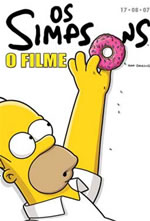 17 • 08 • 07
OS
SIMPSONS
O FILME